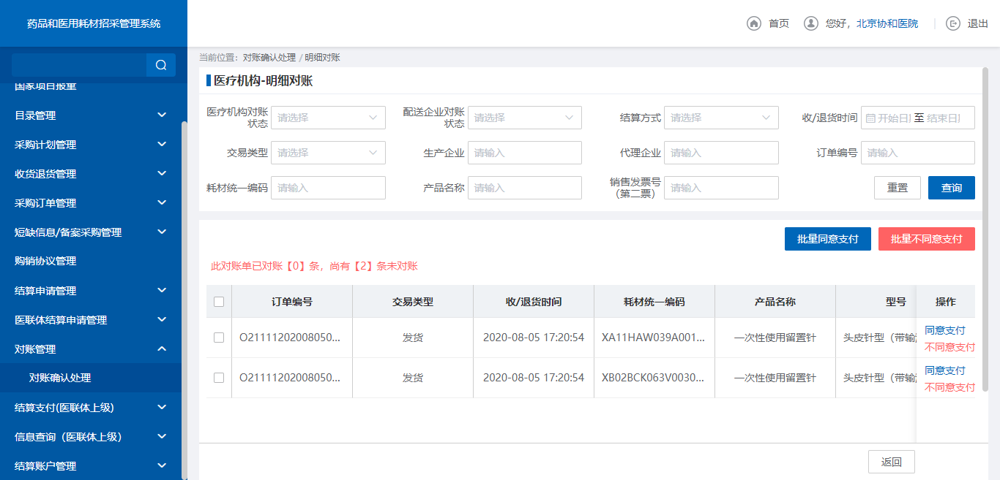 药品和医用耗材招采管理系统
首页
您好，北京协和医院
退出
国家项目报量
目录管理
采购计划管理
收货退货管理
采购订单管理
短缺信息/备案采购管理
购销协议管理
结算申请管理
医联体结算申请管理
对账管理
对账确认处理
结算支付(医联体上级)
信息查询（医联体上级）
结算账户管理
当前位置：对账确认处理 / 明细对账
医疗机构-明细对账
医疗机构对账状态 请选择
配送企业对账状态 请选择
结算方式 请选择
收/退货时间 开始日 至 结束日
交易类型 请选择
生产企业 请输入
代理企业 请输入
订单编号 请输入
耗材统一编码 请输入
产品名称 请输入
销售发票号（第二票） 请输入
重置 查询
批量同意支付 批量不同意支付
此对账单已对账【0】条，尚有【2】条未对账
订单编号 交易类型 收/退货时间 耗材统一编码 产品名称 型号 操作
O21111202008050... 发货 2020-08-05 17:20:54 XA11HAW039A001... 一次性使用留置针 头皮针型（带输 同意支付
不同意支付
O21111202008050... 发货 2020-08-05 17:20:54 XB02BCK063V0030... 一次性使用留置针 头皮针型（带输 同意支付
不同意支付
返回